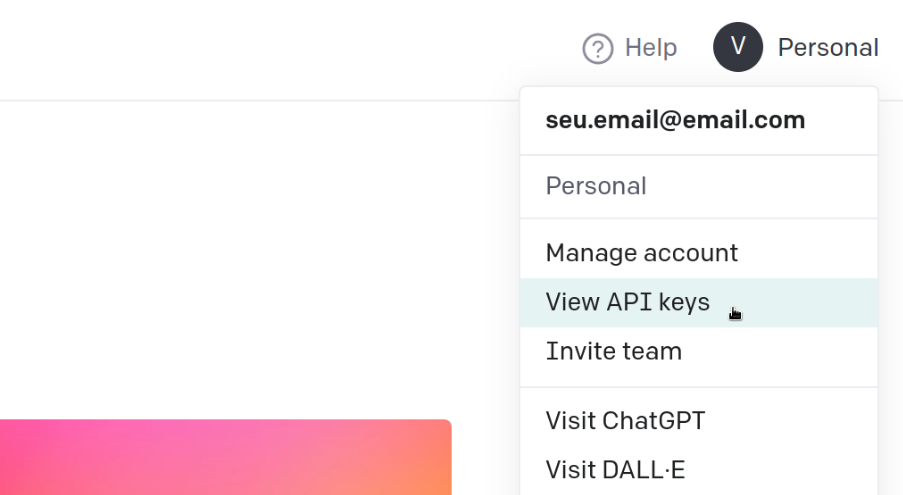 Help V Personal
seu.email@email.com
Personal
Manage account
View API keys
Invite team
Visit ChatGPT
Visit DALL·E